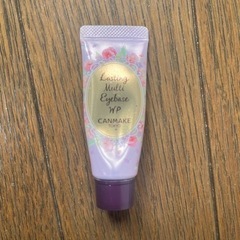 Lasting
Multi
Eyebase
WP
CANMAKE